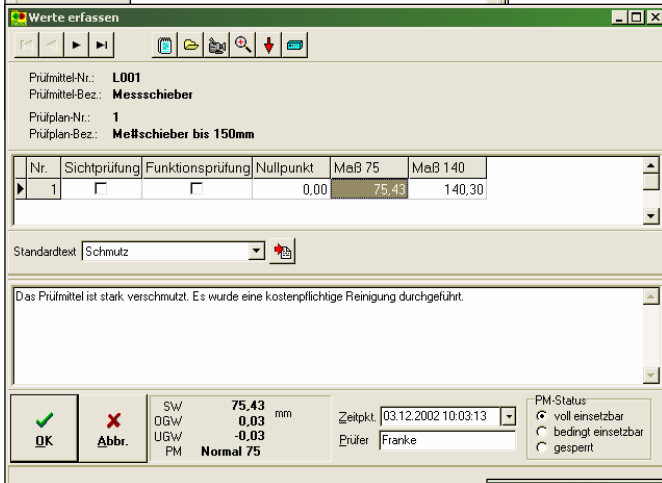 Werte erfassen
Prüfmittel-Nr.: L001
Prüfmittel-Bez.: Messschieber
Prüfplan-Nr.: 1
Prüfplan-Bez.: Me#schieber bis 150mm
Nr. Sichtprüfung Funktionsprüfung Nullpunkt Maß 75 Maß 140
1 0,00 75,43 140,30
Standardtext Schmutz
Das Prüfmittel ist stark verschmutzt. Es wurde eine kostenpflichtige Reinigung durchgeführt.
OK
Abbr.
SW 75,43 mm
OGW 0,03
UGW -0,03
PM Normal 75
Zeitpkt. 03.12.2002 10:03:13
Prüfer Franke
PM-Status
voll einsetzbar
bedingt einsetzbar
gesperrt